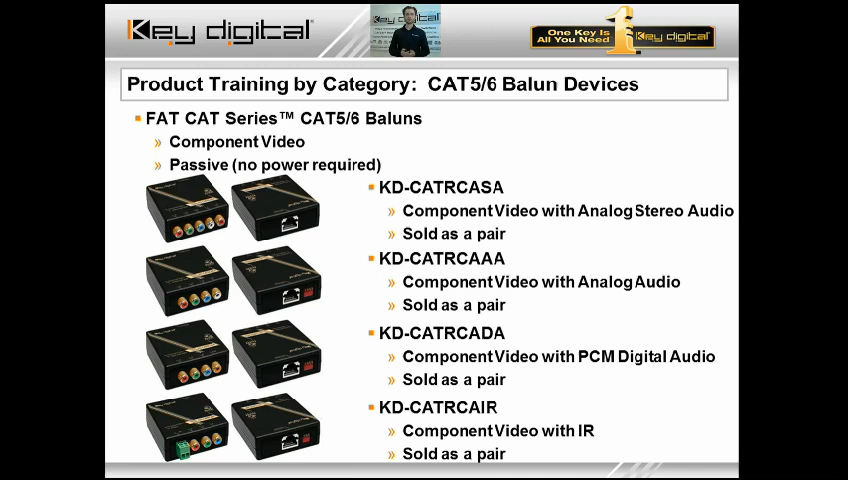 Key digital
One Key Is
All You Need
1
Key digital
Product Training by Category: CAT5/6 Balun Devices
FAT CAT Series™ CAT5/6 Baluns
» Component Video
» Passive (no power required)
KD-CATRCASA
» Component Video with Analog Stereo Audio
» Sold as a pair
KD-CATRCAAA
» Component Video with Analog Audio
» Sold as a pair
KD-CATRCADA
» Component Video with PCM Digital Audio
» Sold as a pair
KD-CATRCAIR
» Component Video with IR
» Sold as a pair